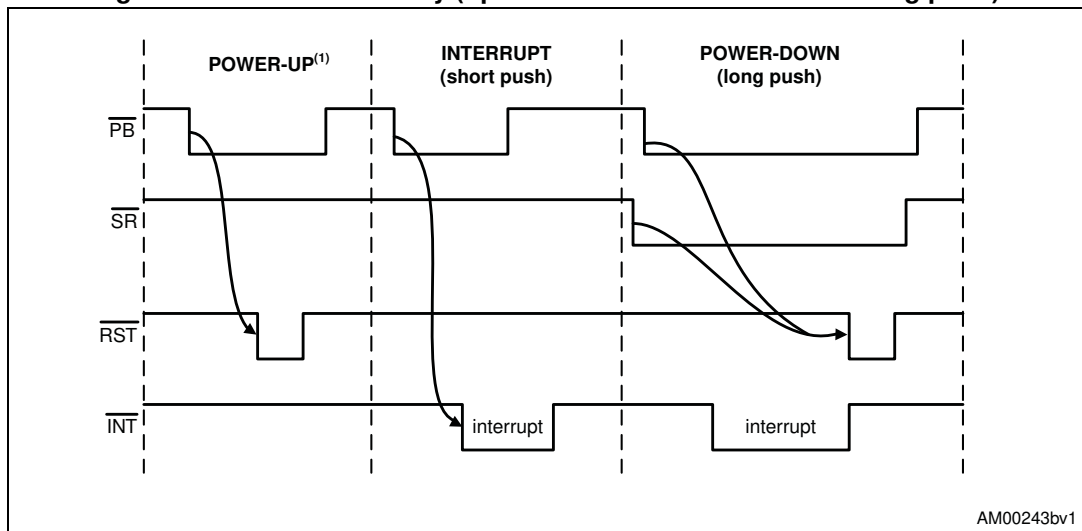 POWER-UP(1)
INTERRUPT
(short push)
POWER-DOWN
(long push)
PB
SR
RST
INT
interrupt
interrupt
AM00243bv1